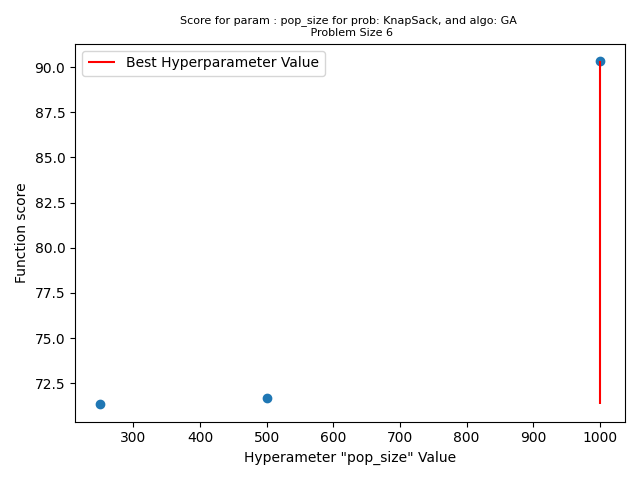 Score for param : pop_size for prob: KnapSack, and algo: GA
Problem Size 6
Best Hyperparameter Value
90.0
87.5
85.0
82.5
80.0
77.5
75.0
72.5
Function score
300 400 500 600 700 800 900 1000
Hyperameter "pop_size" Value